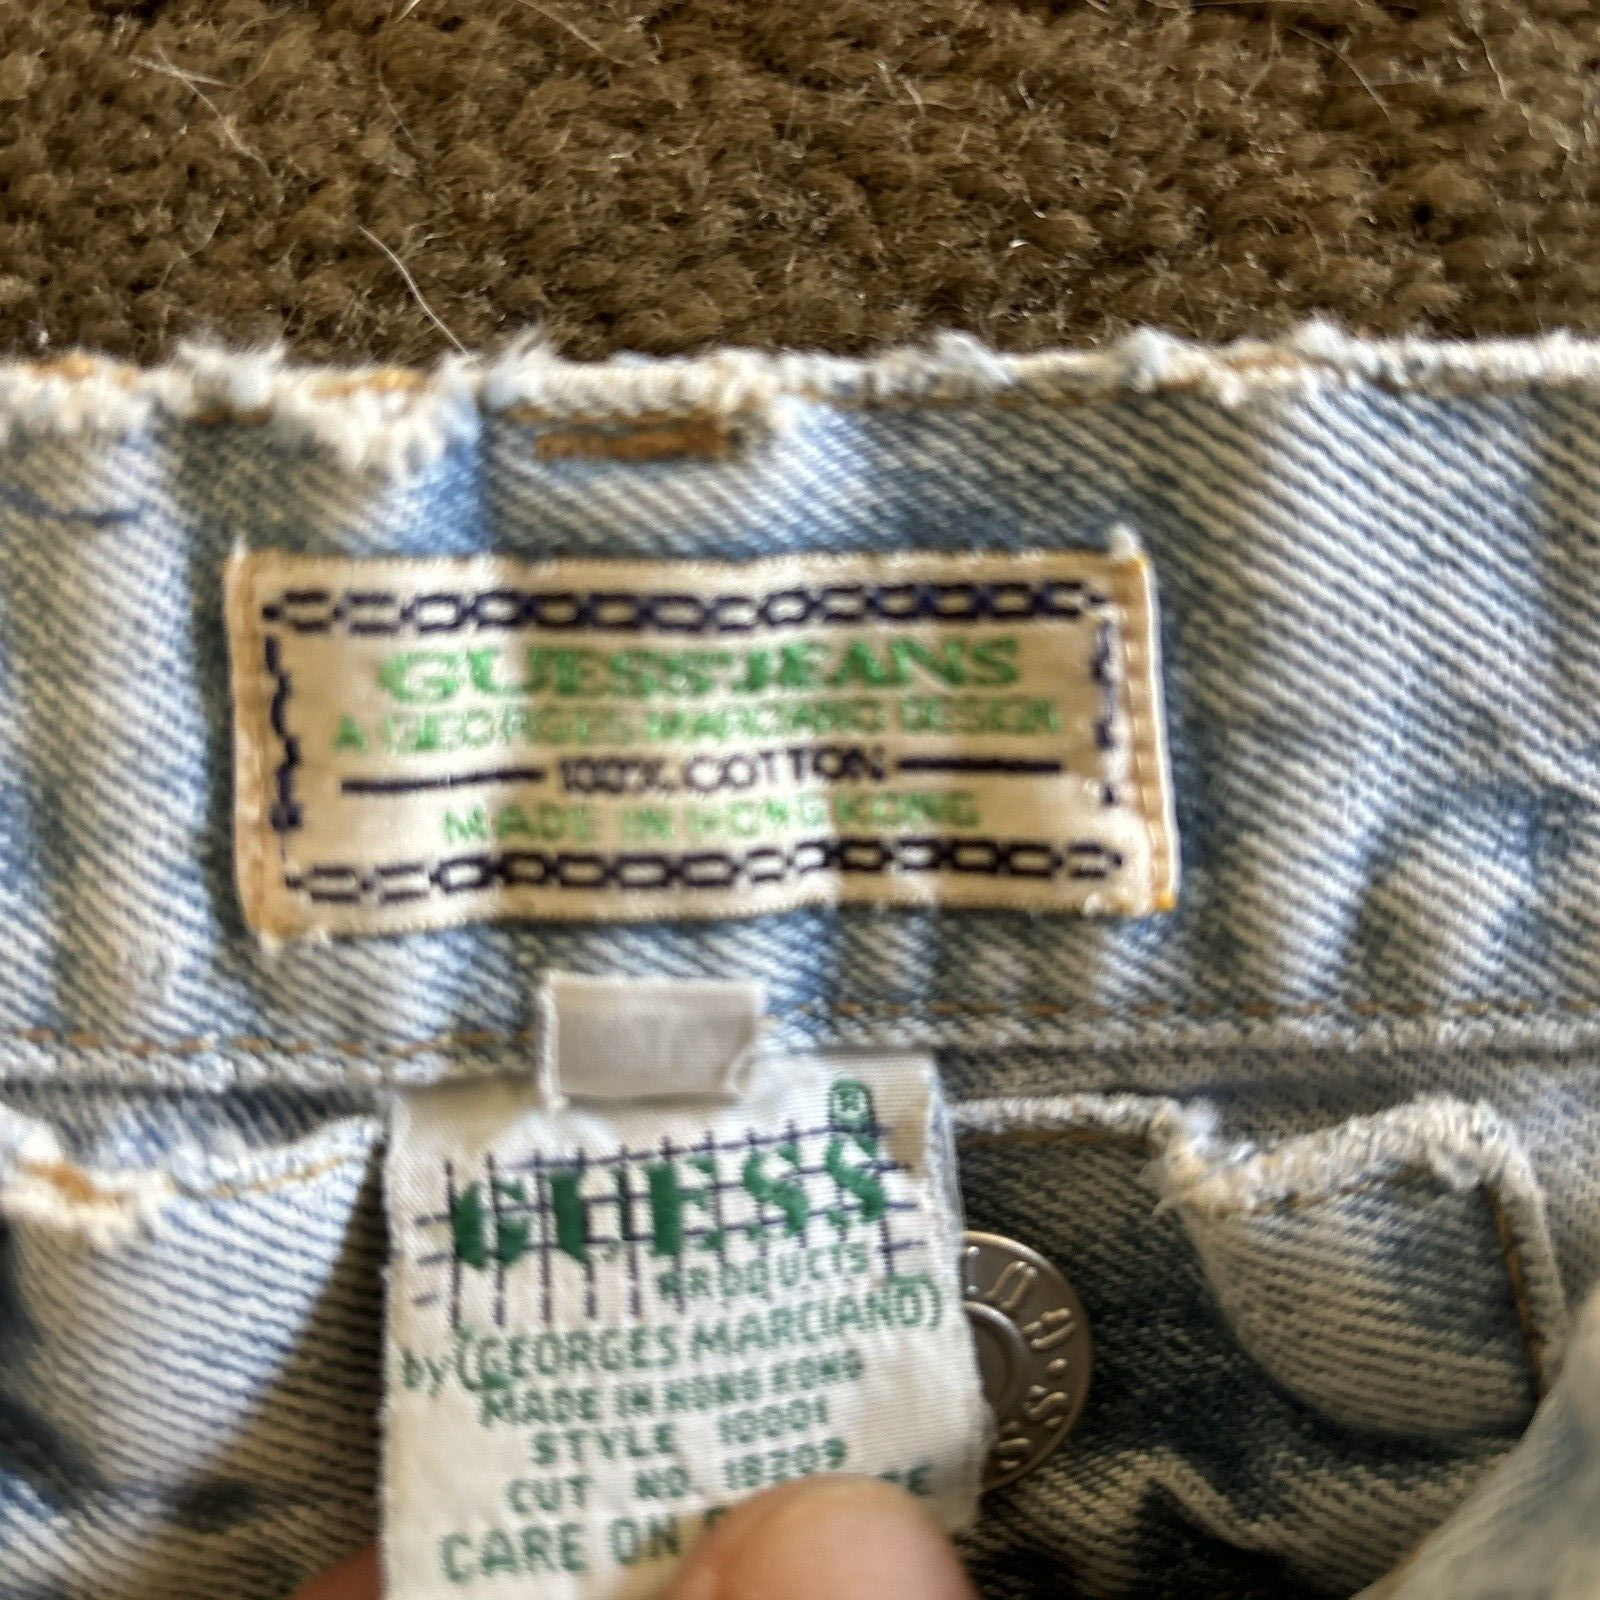 GUESS JEANS
A GEORGES MARCIANO DESIGN
100% COTTON
MADE IN HONG KONG
GUESS ®
PRODUCTS
by (GEORGES MARCIANO)
MADE IN HONG KONG
STYLE 10001
CUT NO. 18209
CARE ON